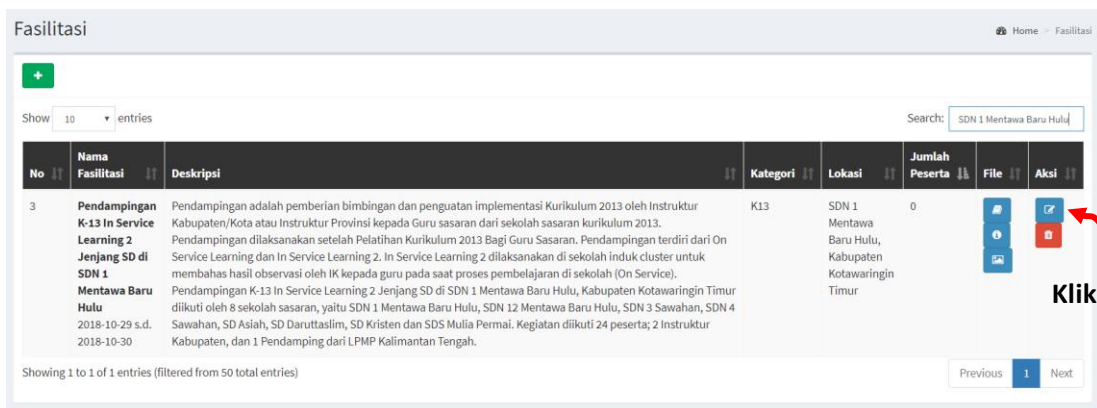 Fasilitasi
Home > Fasilitasi
+
Show 10 entries
Search: SDN 1 Mentawa Baru Hulu
No Nama Fasilitasi Deskripsi Kategori Lokasi Jumlah Peserta File Aksi
3
Pendampingan
K-13 In Service
Learning 2
Jenjang SD di
SDN 1
Mentawa Baru
Hulu
2018-10-29 s.d.
2018-10-30
Pendampingan adalah pemberian bimbingan dan penguatan implementasi Kurikulum 2013 oleh Instruktur
Kabupaten/Kota atau Instruktur Provinsi kepada Guru sasaran dari sekolah sasaran kurikulum 2013.
Pendampingan dilaksanakan setelah Pelatihan Kurikulum 2013 Bagi Guru Sasaran. Pendampingan terdiri dari On
Service Learning dan In Service Learning 2. In Service Learning 2 dilaksanakan di sekolah induk cluster untuk
membahas hasil observasi oleh IK kepada guru pada saat proses pembelajaran di sekolah (On Service).
Pendampingan K-13 In Service Learning 2 Jenjang SD di SDN 1 Mentawa Baru Hulu, Kabupaten Kotawaringin Timur
diikuti oleh 8 sekolah sasaran, yaitu SDN 1 Mentawa Baru Hulu, SDN 12 Mentawa Baru Hulu, SDN 3 Sawahan, SDN 4
Sawahan, SD Asiah, SD Daruttaslim, SD Kristen dan SDS Mulia Permai. Kegiatan diikuti 24 peserta; 2 Instruktur
Kabupaten, dan 1 Pendamping dari LPMP Kalimantan Tengah.
K13
SDN 1
Mentawa
Baru Hulu,
Kabupaten
Kotawaringin
Timur
0
Klik
Showing 1 to 1 of 1 entries (filtered from 50 total entries)
Previous 1 Next